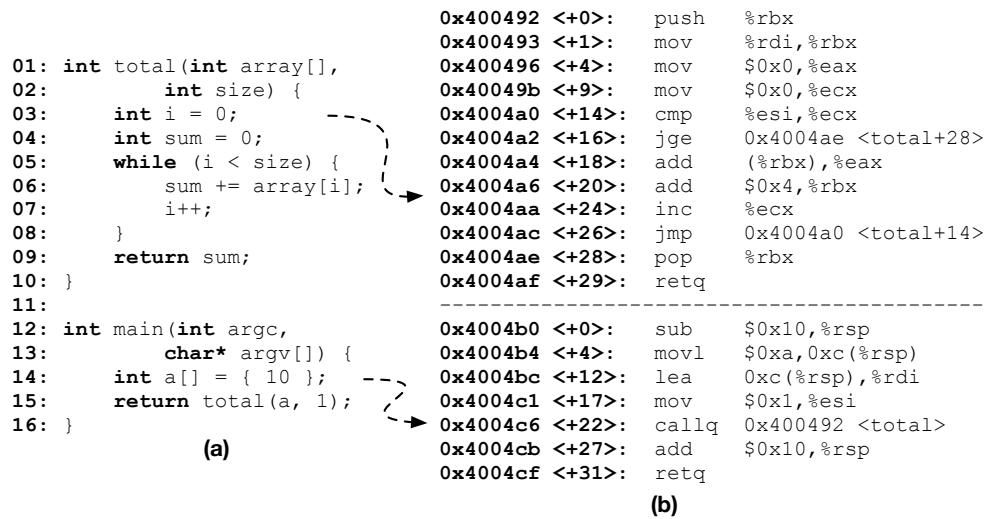 01: int total(int array[],
02:         int size) {
03:     int i = 0;
04:     int sum = 0;
05:     while (i < size) {
06:         sum += array[i];
07:         i++;
08:     }
09:     return sum;
10: }
11:
12: int main(int argc,
13:         char* argv[]) {
14:     int a[] = { 10 };
15:     return total(a, 1);
16: }
(a)
0x400492 <+0>:  push   %rbx
0x400493 <+1>:  mov    %rdi,%rbx
0x400496 <+4>:  mov    $0x0,%eax
0x40049b <+9>:  mov    $0x0,%ecx
0x4004a0 <+14>: cmp    %esi,%ecx
0x4004a2 <+16>: jge    0x4004ae <total+28>
0x4004a4 <+18>: add    (%rbx),%eax
0x4004a6 <+20>: add    $0x4,%rbx
0x4004aa <+24>: inc    %ecx
0x4004ac <+26>: jmp    0x4004a0 <total+14>
0x4004ae <+28>: pop    %rbx
0x4004af <+29>: retq
-------------------------------------------
0x4004b0 <+0>:  sub    $0x10,%rsp
0x4004b4 <+4>:  movl   $0xa,0xc(%rsp)
0x4004bc <+12>: lea    0xc(%rsp),%rdi
0x4004c1 <+17>: mov    $0x1,%esi
0x4004c6 <+22>: callq  0x400492 <total>
0x4004cb <+27>: add    $0x10,%rsp
0x4004cf <+31>: retq
(b)